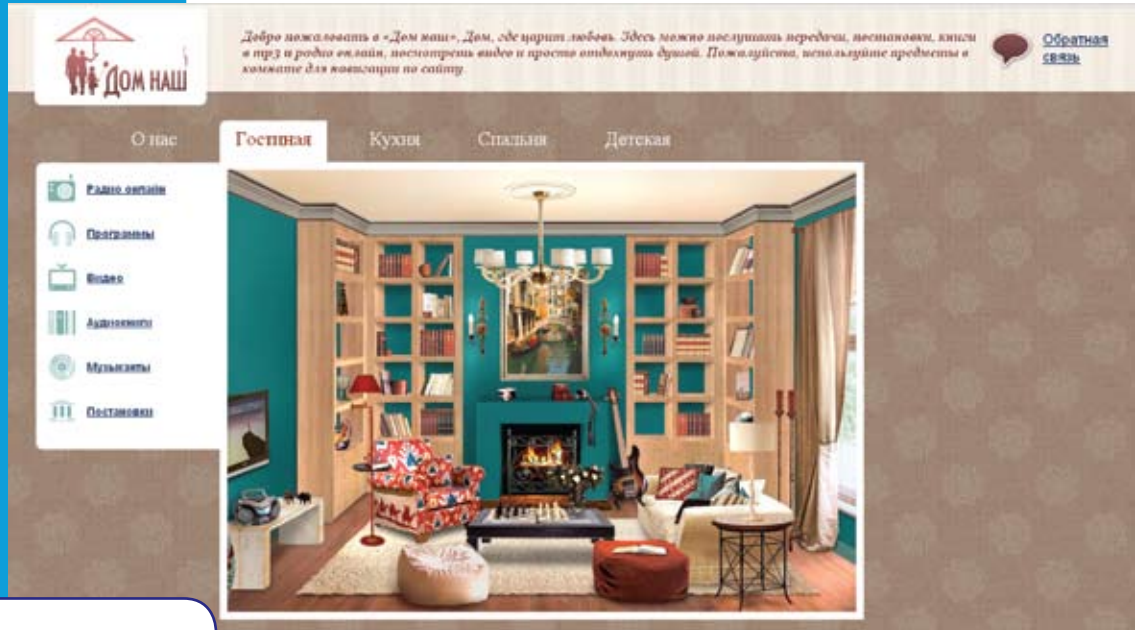 Дом наш
Добро пожаловать в «Дом наш», Дом, где царит любовь. Здесь можно послушать передачи, постановки, книги
в mp3 и радио онлайн, посмотреть видео и просто отдохнуть душой. Пожалуйста, используйте предметы в
комнате для навигации по сайту.
Обратная
связь
О нас
Гостиная
Кухня
Спальня
Детская
Радио онлайн
Программы
Видео
Аудиокниги
Музыканты
Постановки